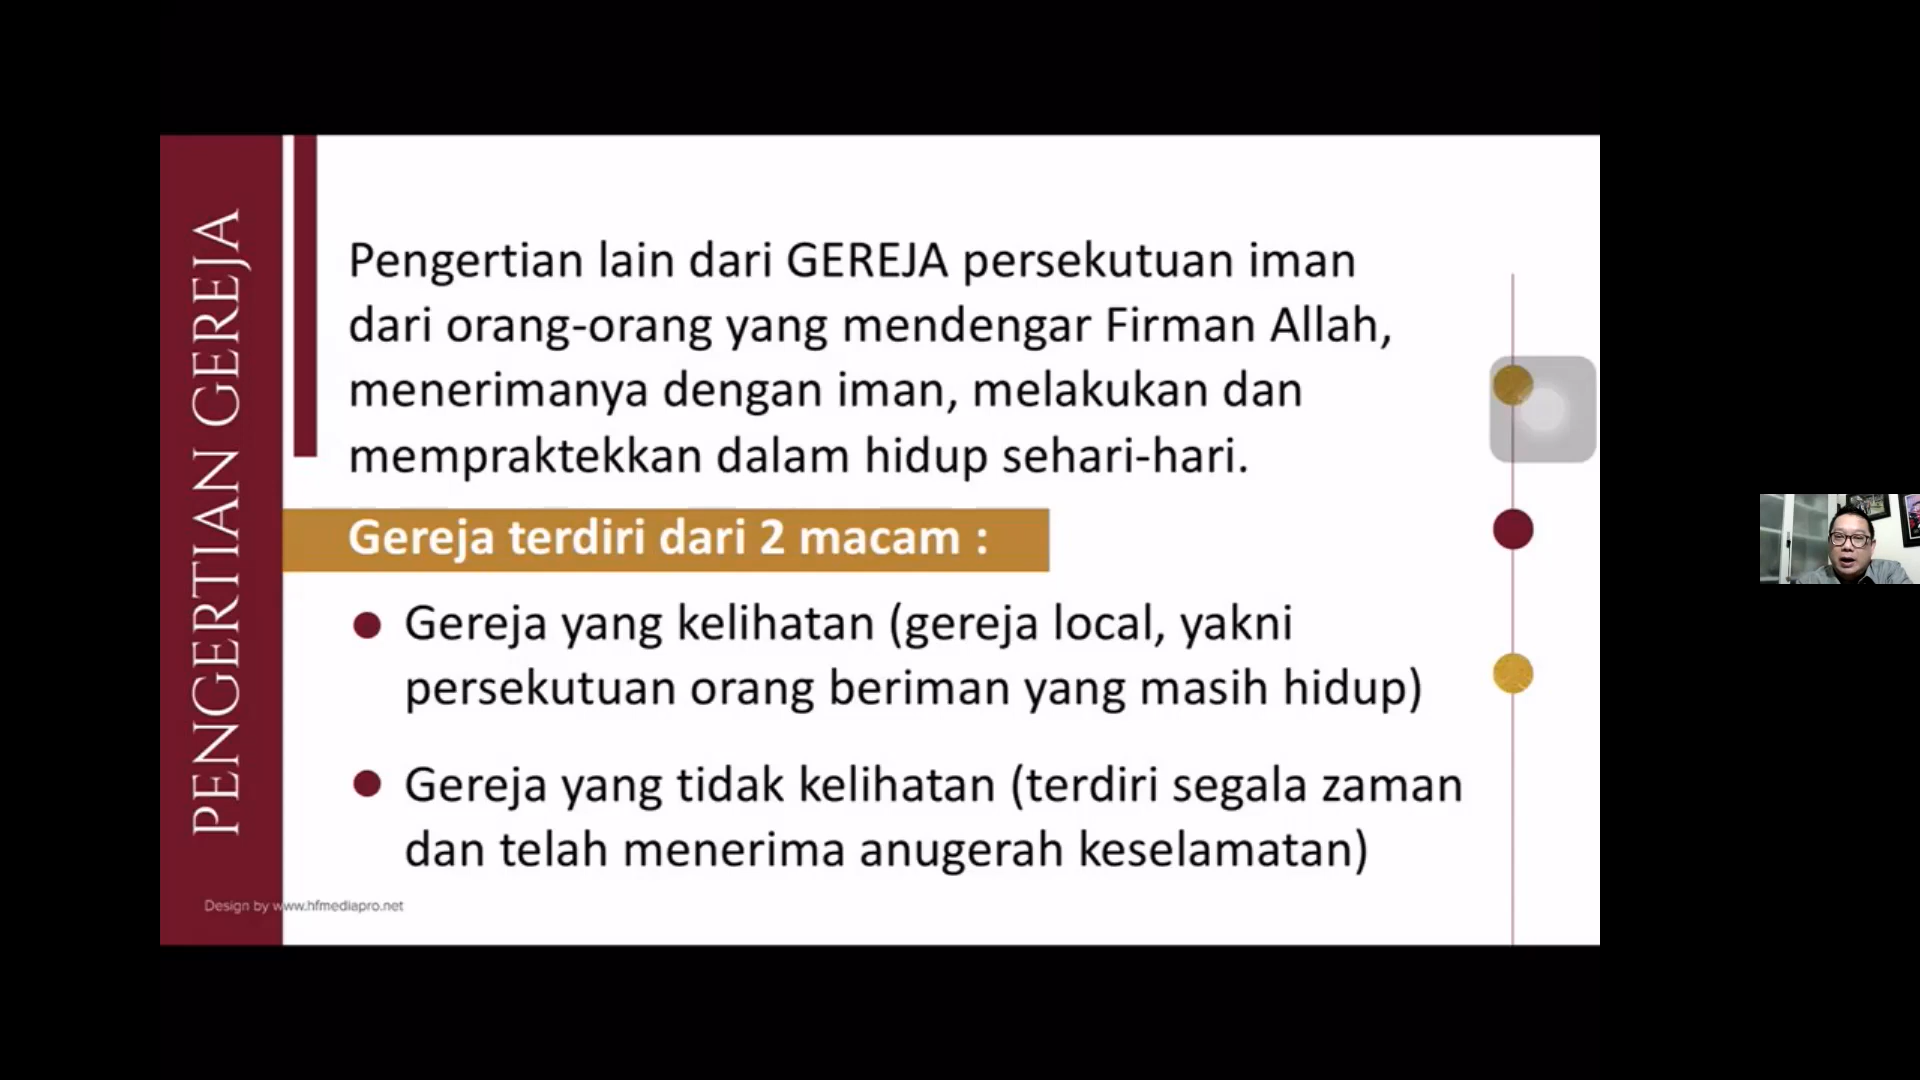 PENGERTIAN GEREJA
Pengertian lain dari GEREJA persekutuan iman
dari orang-orang yang mendengar Firman Allah,
menerimanya dengan iman, melakukan dan
mempraktekkan dalam hidup sehari-hari.
Gereja terdiri dari 2 macam :
Gereja yang kelihatan (gereja local, yakni
persekutuan orang beriman yang masih hidup)
Gereja yang tidak kelihatan (terdiri segala zaman
dan telah menerima anugerah keselamatan)
Design by www.hfmediapro.net